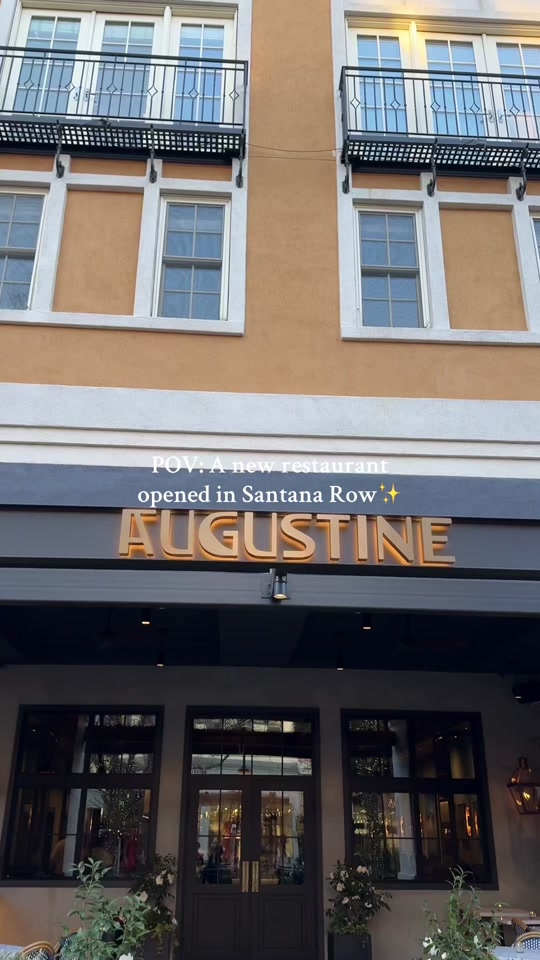 POV: A new restaurant
opened in Santana Row✨
AUGUSTINE